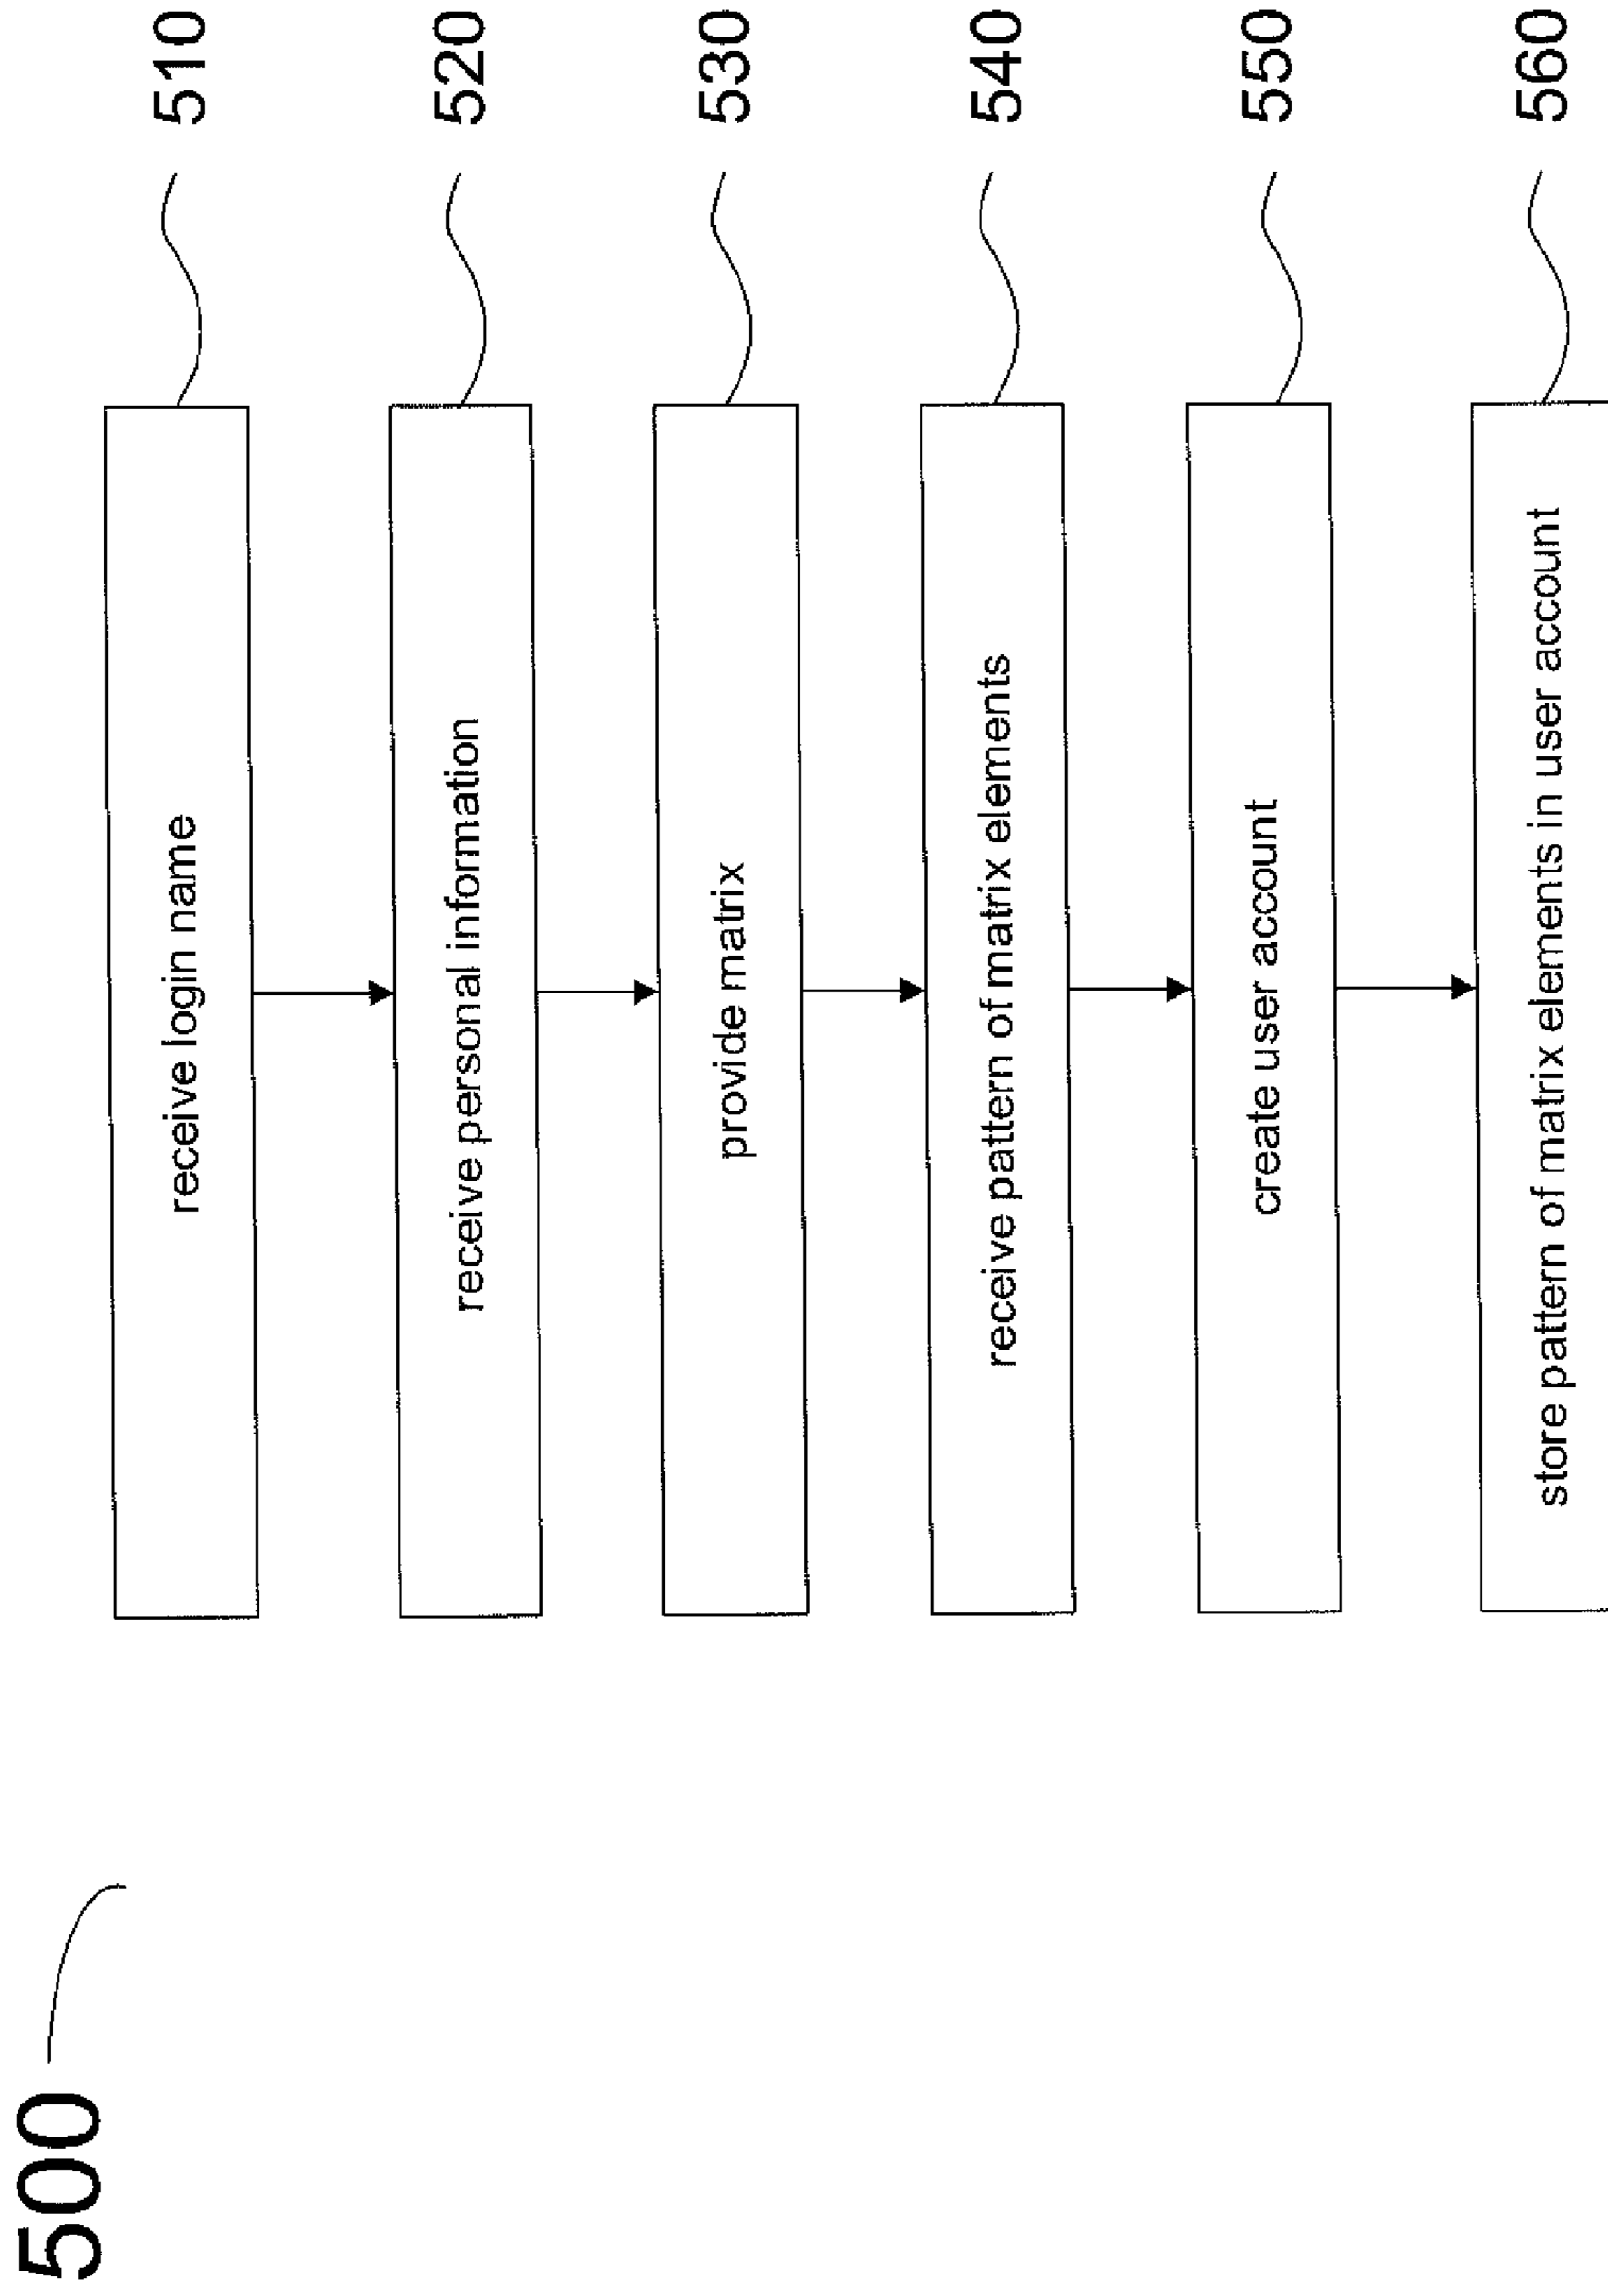 500
receive login name
510
receive personal information
520
provide matrix
530
receive pattern of matrix elements
540
create user account
550
store pattern of matrix elements in user account
560